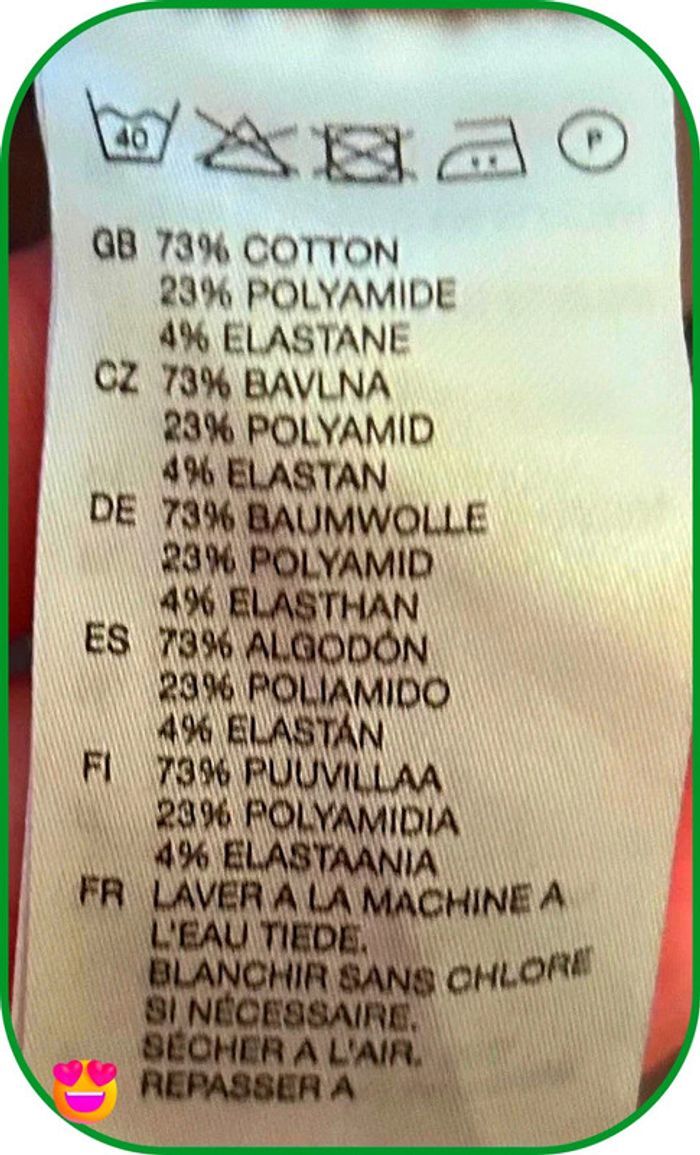 40
P
GB 73% COTTON
23% POLYAMIDE
4% ELASTANE
CZ 73% BAVLNA
23% POLYAMID
4% ELASTAN
DE 73% BAUMWOLLE
23% POLYAMID
4% ELASTHAN
ES 73% ALGODÓN
23% POLIAMIDO
4% ELASTÁN
FI 73% PUUVILLAA
23% POLYAMIDIA
4% ELASTAANIA
FR LAVER A LA MACHINE A
L'EAU TIEDE.
BLANCHIR SANS CHLORE
SI NÉCESSAIRE.
SÉCHER A L'AIR.
REPASSER A